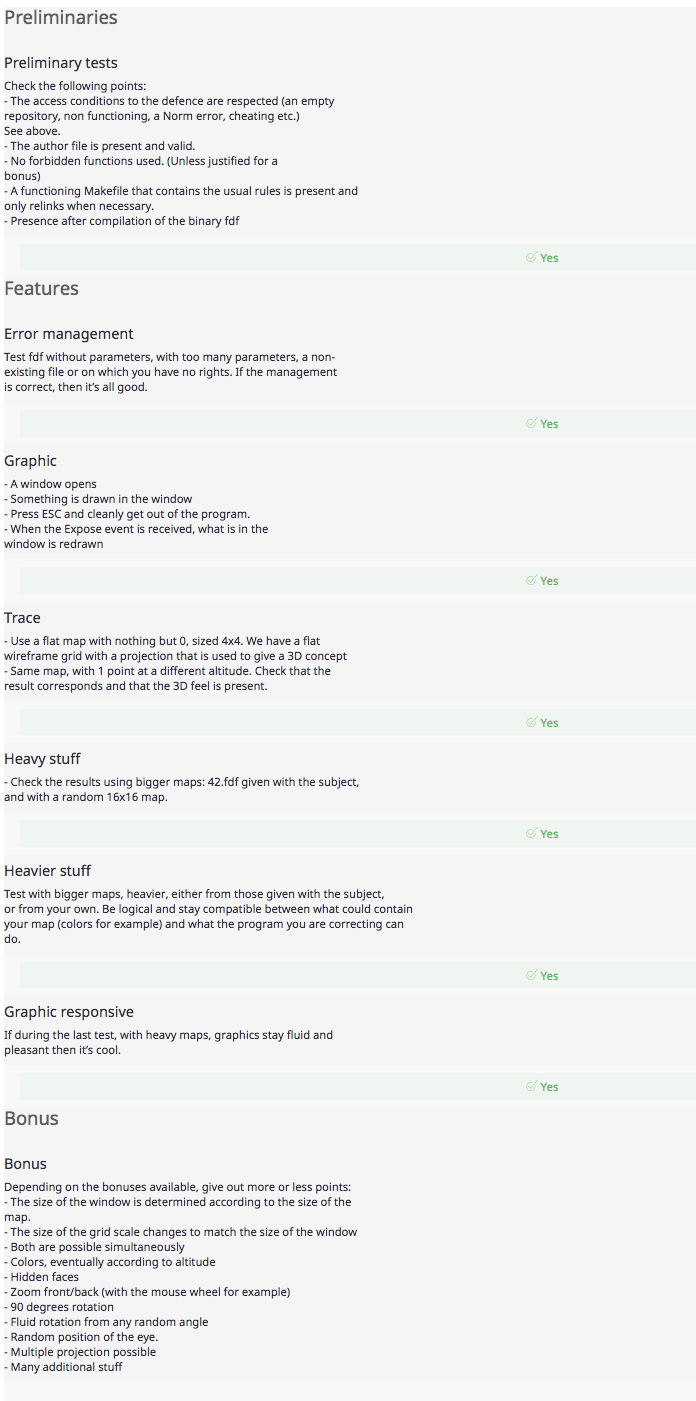 Preliminaries
Preliminary tests
Check the following points:
- The access conditions to the defence are respected (an empty
repository, non functioning, a Norm error, cheating etc.)
See above.
- The author file is present and valid.
- No forbidden functions used. (Unless justified for a
bonus)
- A functioning Makefile that contains the usual rules is present and
only relinks when necessary.
- Presence after compilation of the binary fdf
Yes
Features
Error management
Test fdf without parameters, with too many parameters, a non-
existing file or on which you have no rights. If the management
is correct, then it's all good.
Yes
Graphic
- A window opens
- Something is drawn in the window
- Press ESC and cleanly get out of the program.
- When the Expose event is received, what is in the
window is redrawn
Yes
Trace
- Use a flat map with nothing but 0, sized 4x4. We have a flat
wireframe grid with a projection that is used to give a 3D concept
- Same map, with 1 point at a different altitude. Check that the
result corresponds and that the 3D feel is present.
Yes
Heavy stuff
- Check the results using bigger maps: 42.fdf given with the subject,
and with a random 16x16 map.
Yes
Heavier stuff
Test with bigger maps, heavier, either from those given with the subject,
or from your own. Be logical and stay compatible between what could contain
your map (colors for example) and what the program you are correcting can
do.
Yes
Graphic responsive
If during the last test, with heavy maps, graphics stay fluid and
pleasant then it's cool.
Yes
Bonus
Bonus
Depending on the bonuses available, give out more or less points:
- The size of the window is determined according to the size of the
map.
- The size of the grid scale changes to match the size of the window
- Both are possible simultaneously
- Colors, eventually according to altitude
- Hidden faces
- Zoom front/back (with the mouse wheel for example)
- 90 degrees rotation
- Fluid rotation from any random angle
- Random position of the eye.
- Multiple projection possible
- Many additional stuff